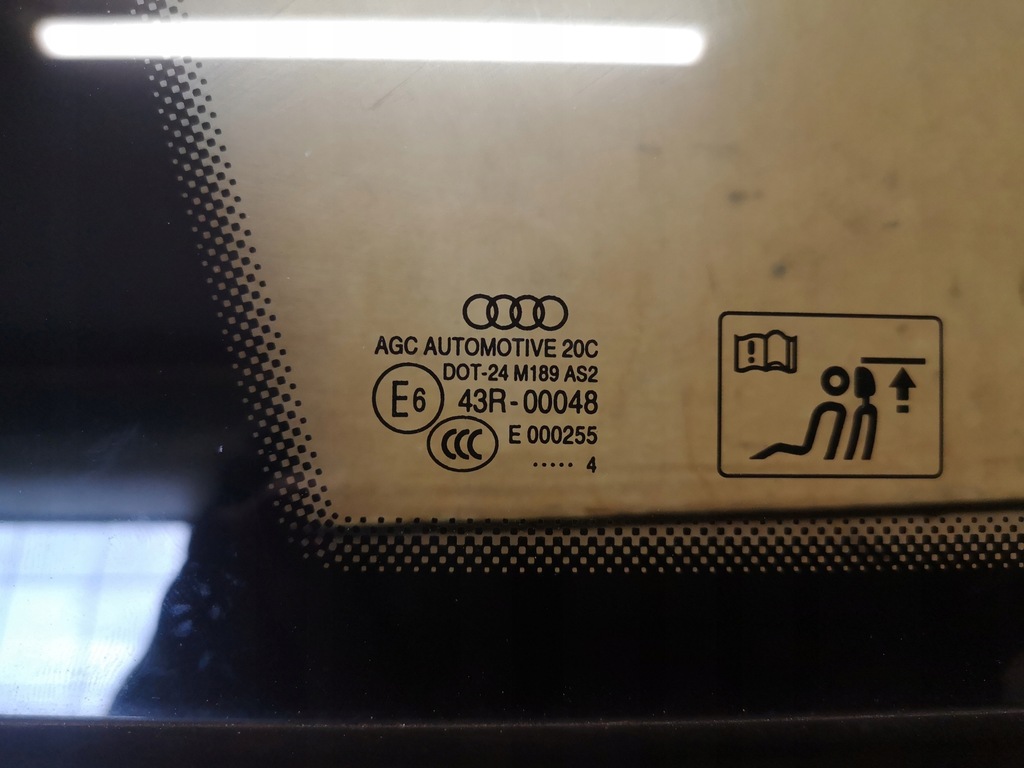 AGC AUTOMOTIVE 20C
DOT-24 M189 AS2
E6 43R-00048
CCC E 000255
..... 4
!